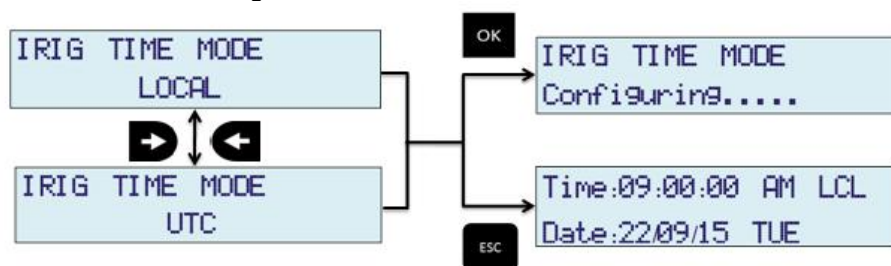 IRIG TIME MODE
LOCAL
IRIG TIME MODE
UTC
OK
IRIG TIME MODE
Configuring.....
Time:09:00:00 AM LCL
Date:22/09/15 TUE
ESC